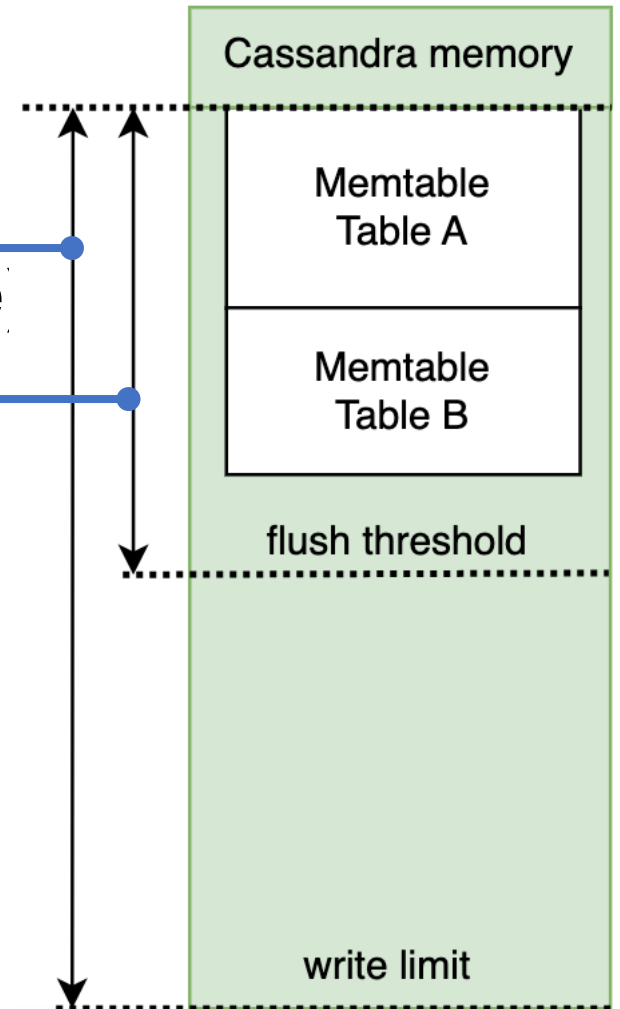 Cassandra memory
Memtable
Table A
Memtable
Table B
flush threshold
write limit